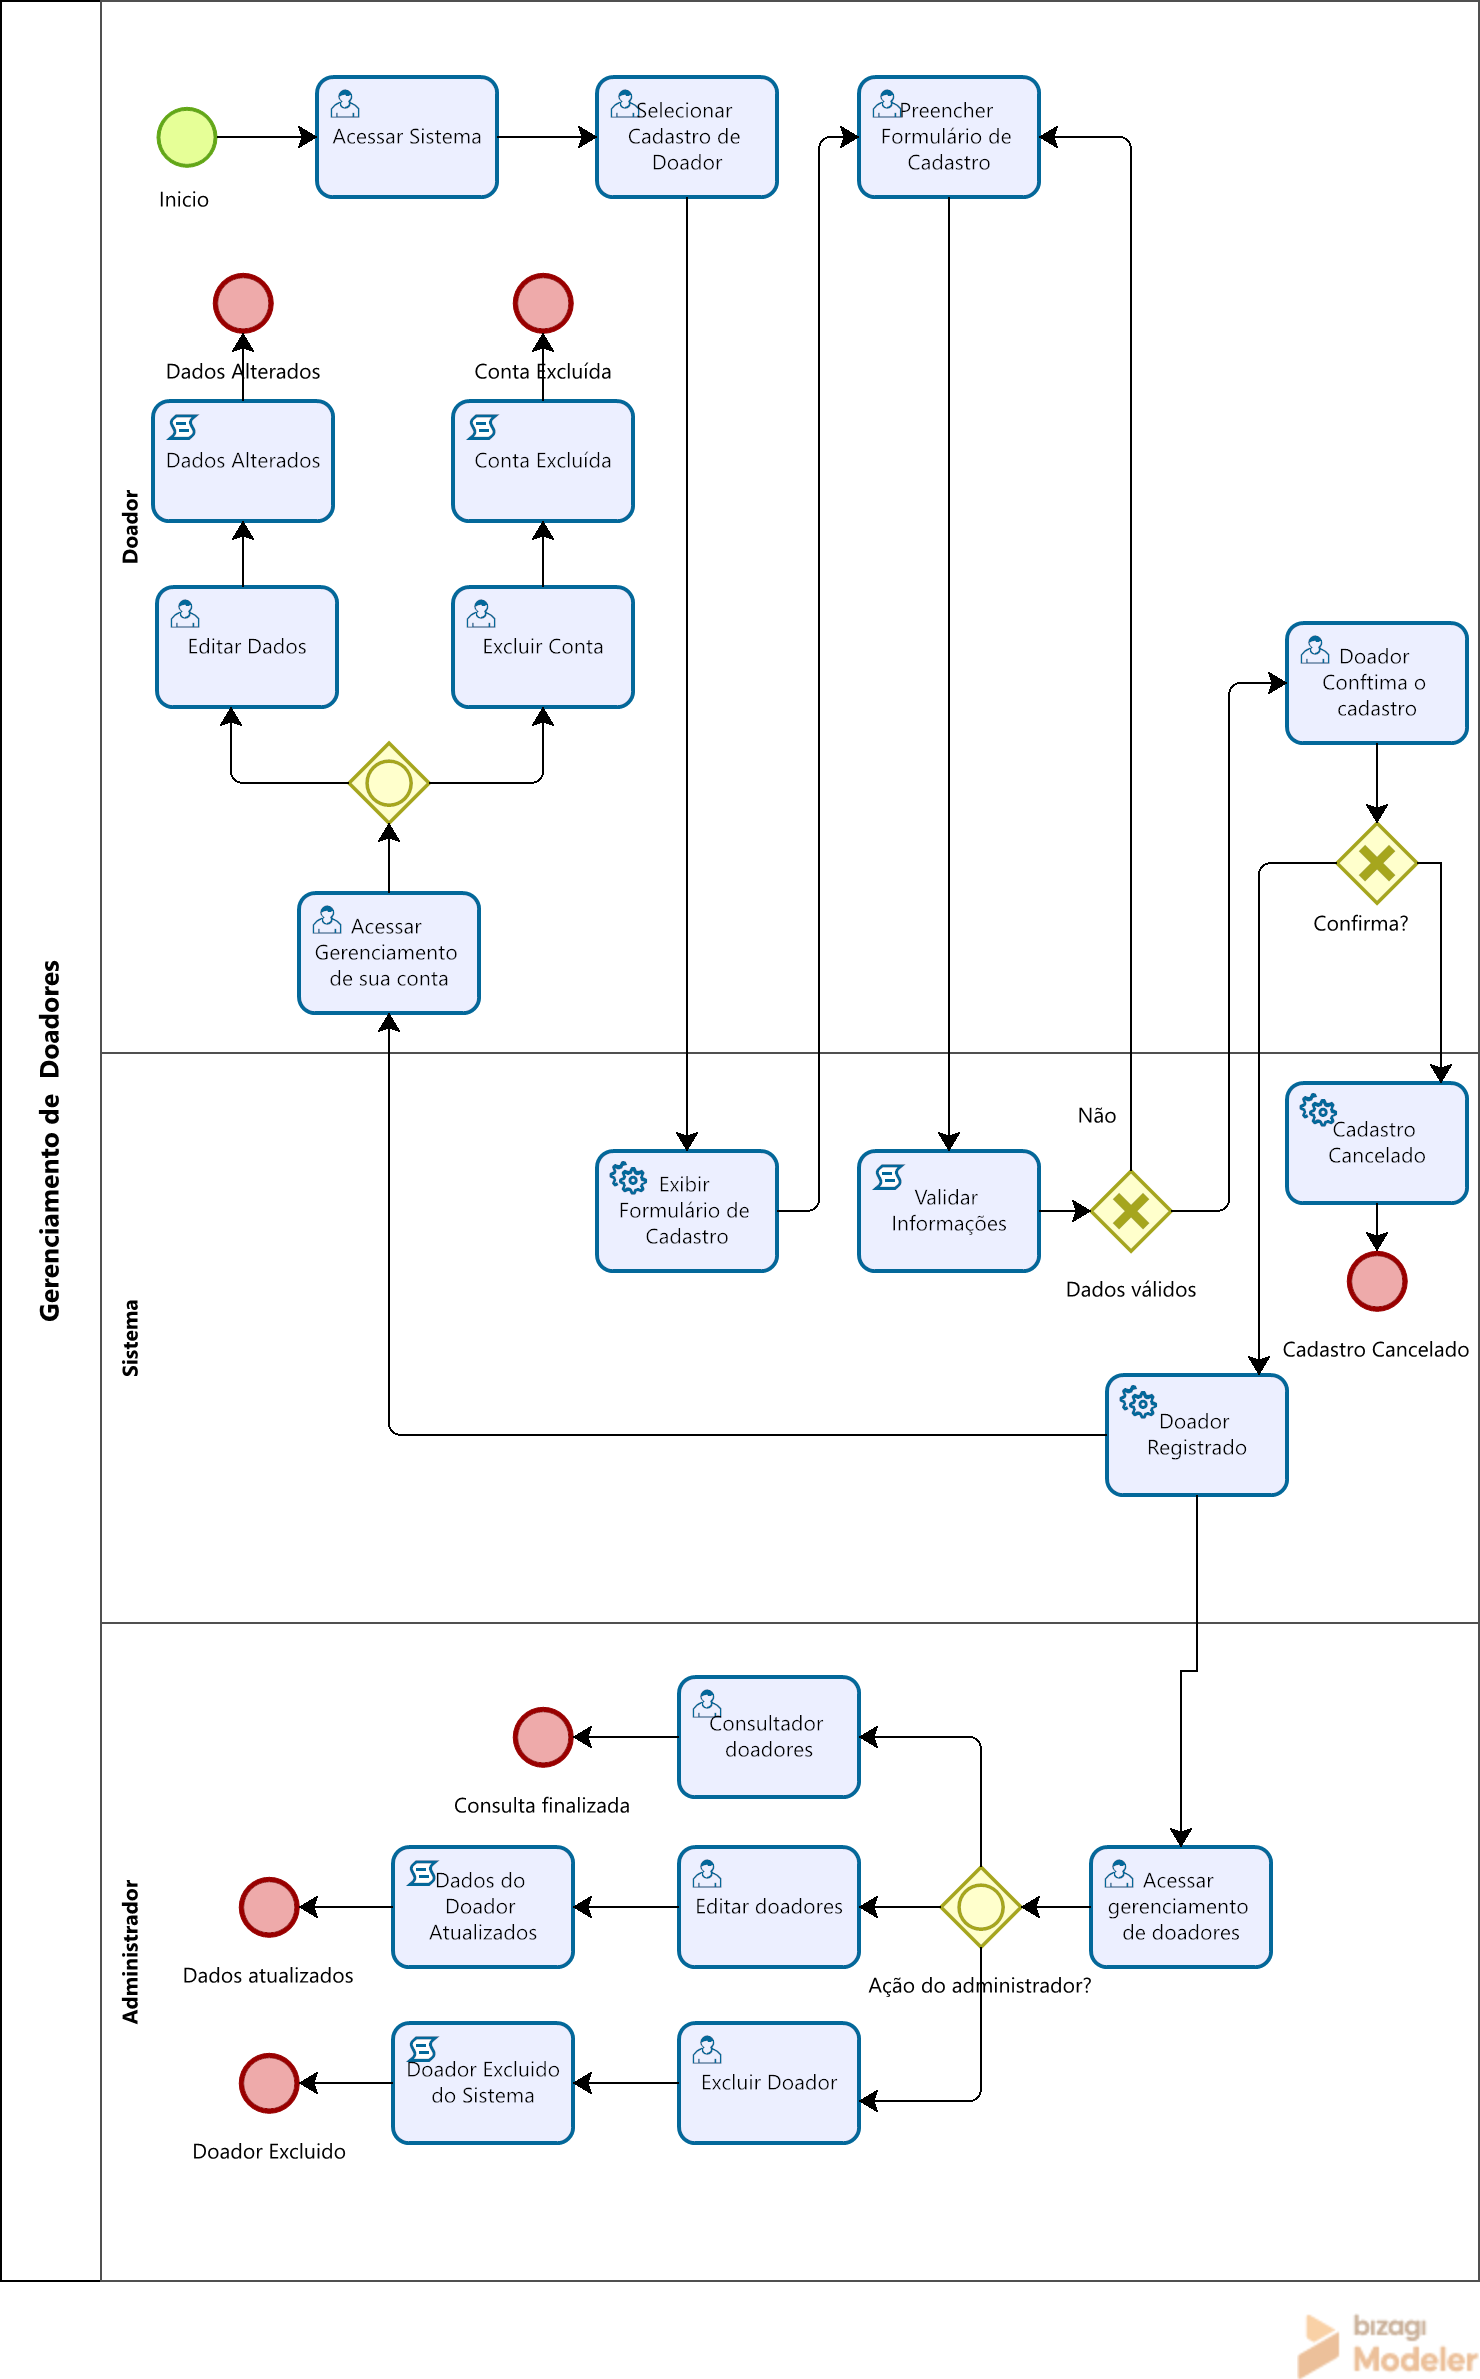 Gerenciamento de Doadores
Doador
Inicio
Acessar Sistema
Selecionar
Cadastro de
Doador
Preencher
Formulário de
Cadastro
Dados Alterados
Conta Excluída
Dados Alterados
Conta Excluída
Editar Dados
Excluir Conta
Acessar
Gerenciamento
de sua conta
Doador
Conftima o
cadastro
Confirma?
Sistema
Exibir
Formulário de
Cadastro
Validar
Informações
Não
Dados válidos
Cadastro
Cancelado
Cadastro Cancelado
Doador
Registrado
Administrador
Consultador
doadores
Consulta finalizada
Dados do
Doador
Atualizados
Editar doadores
Acessar
gerenciamento
de doadores
Dados atualizados
Ação do administrador?
Doador Excluido
do Sistema
Excluir Doador
Doador Excluido
bizagi
Modeler